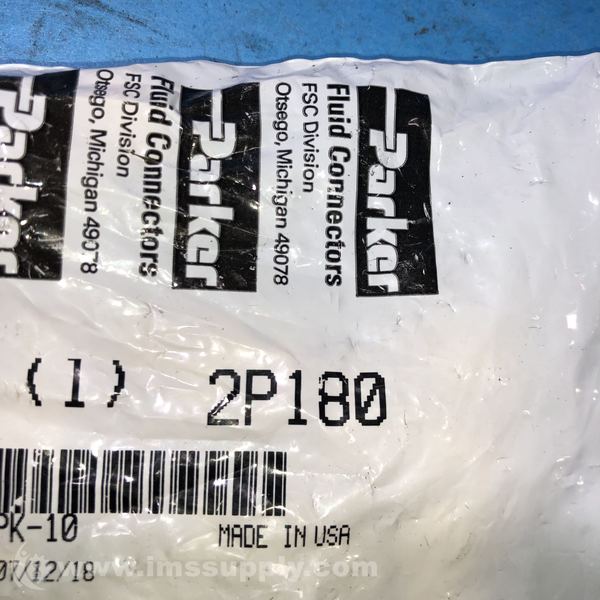 Parker
Fluid Connectors
FSC Division
Otsego, Michigan 49078
Parker
Fluid Connectors
FSC Division
Otsego, Michigan 49078
Parker
(1) 2P180
PK-10 MADE IN USA
07/12/18
www.imssupply.com